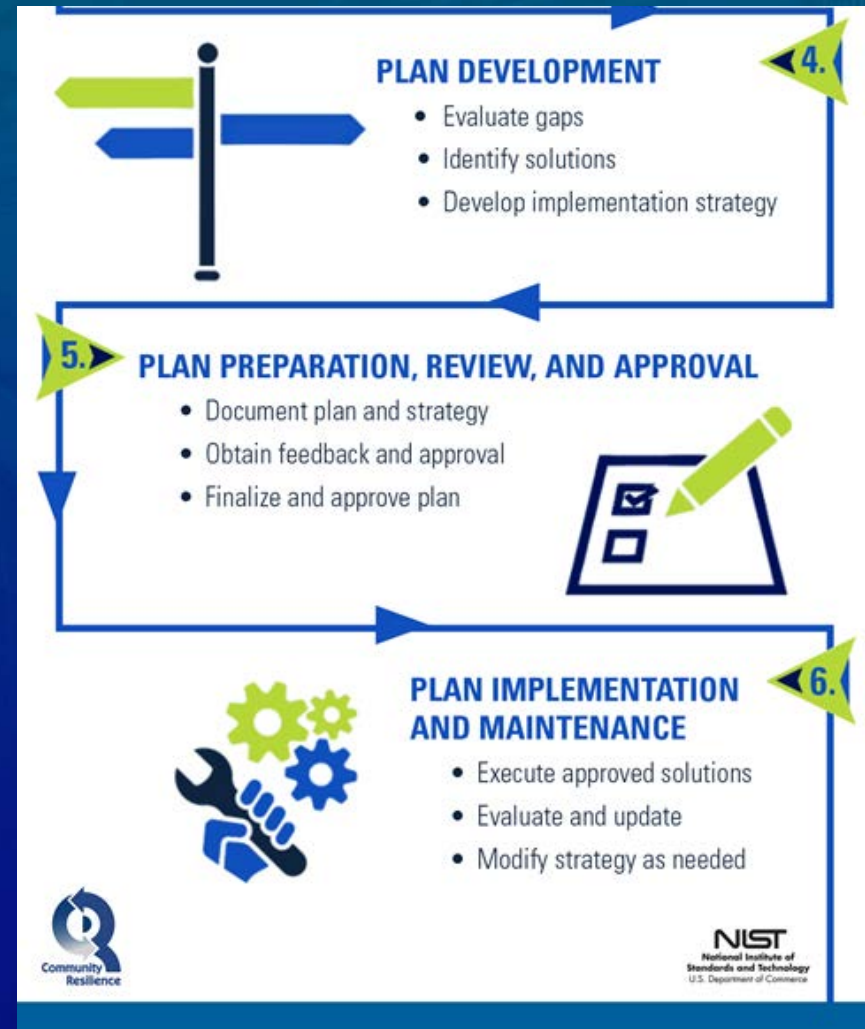 4.
PLAN DEVELOPMENT
• Evaluate gaps
• Identify solutions
• Develop implementation strategy
5.
PLAN PREPARATION, REVIEW, AND APPROVAL
• Document plan and strategy
• Obtain feedback and approval
• Finalize and approve plan
6.
PLAN IMPLEMENTATION
AND MAINTENANCE
• Execute approved solutions
• Evaluate and update
• Modify strategy as needed
Community
Resilience
NIST
National Institute of
Standards and Technology
U.S. Department of Commerce